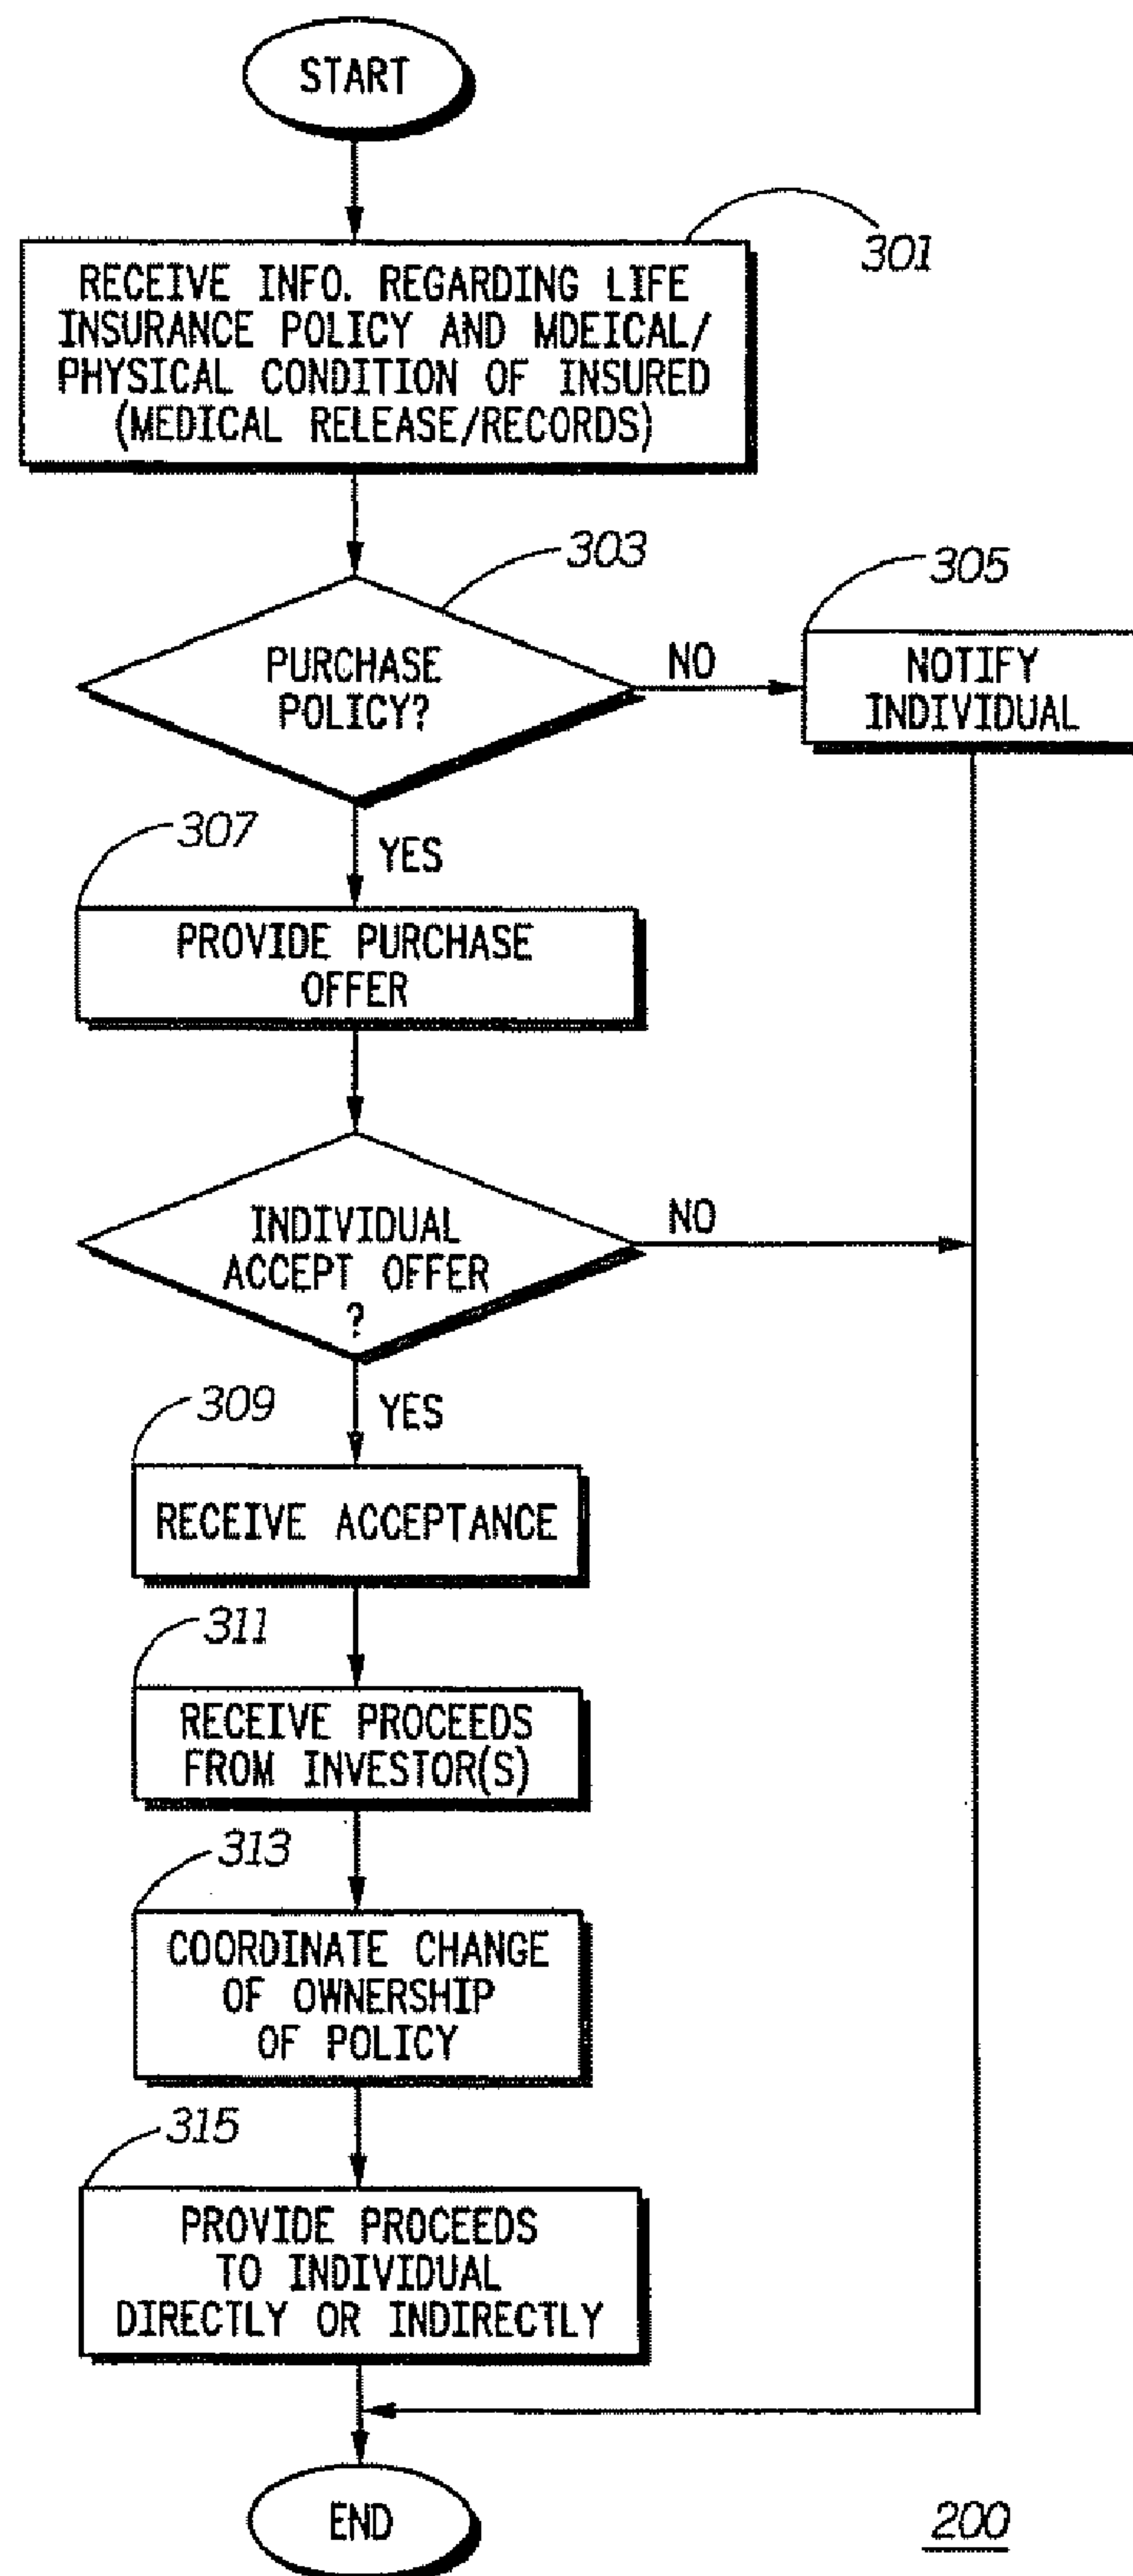 START
301
RECEIVE INFO. REGARDING LIFE
INSURANCE POLICY AND MDEICAL/
PHYSICAL CONDITION OF INSURED
(MEDICAL RELEASE/RECORDS)
303
305
PURCHASE
POLICY?
NO
NOTIFY
INDIVIDUAL
307
YES
PROVIDE PURCHASE
OFFER
INDIVIDUAL
ACCEPT OFFER
?
NO
309
YES
RECEIVE ACCEPTANCE
311
RECEIVE PROCEEDS
FROM INVESTOR(S)
313
COORDINATE CHANGE
OF OWNERSHIP
OF POLICY
315
PROVIDE PROCEEDS
TO INDIVIDUAL
DIRECTLY OR INDIRECTLY
END
200